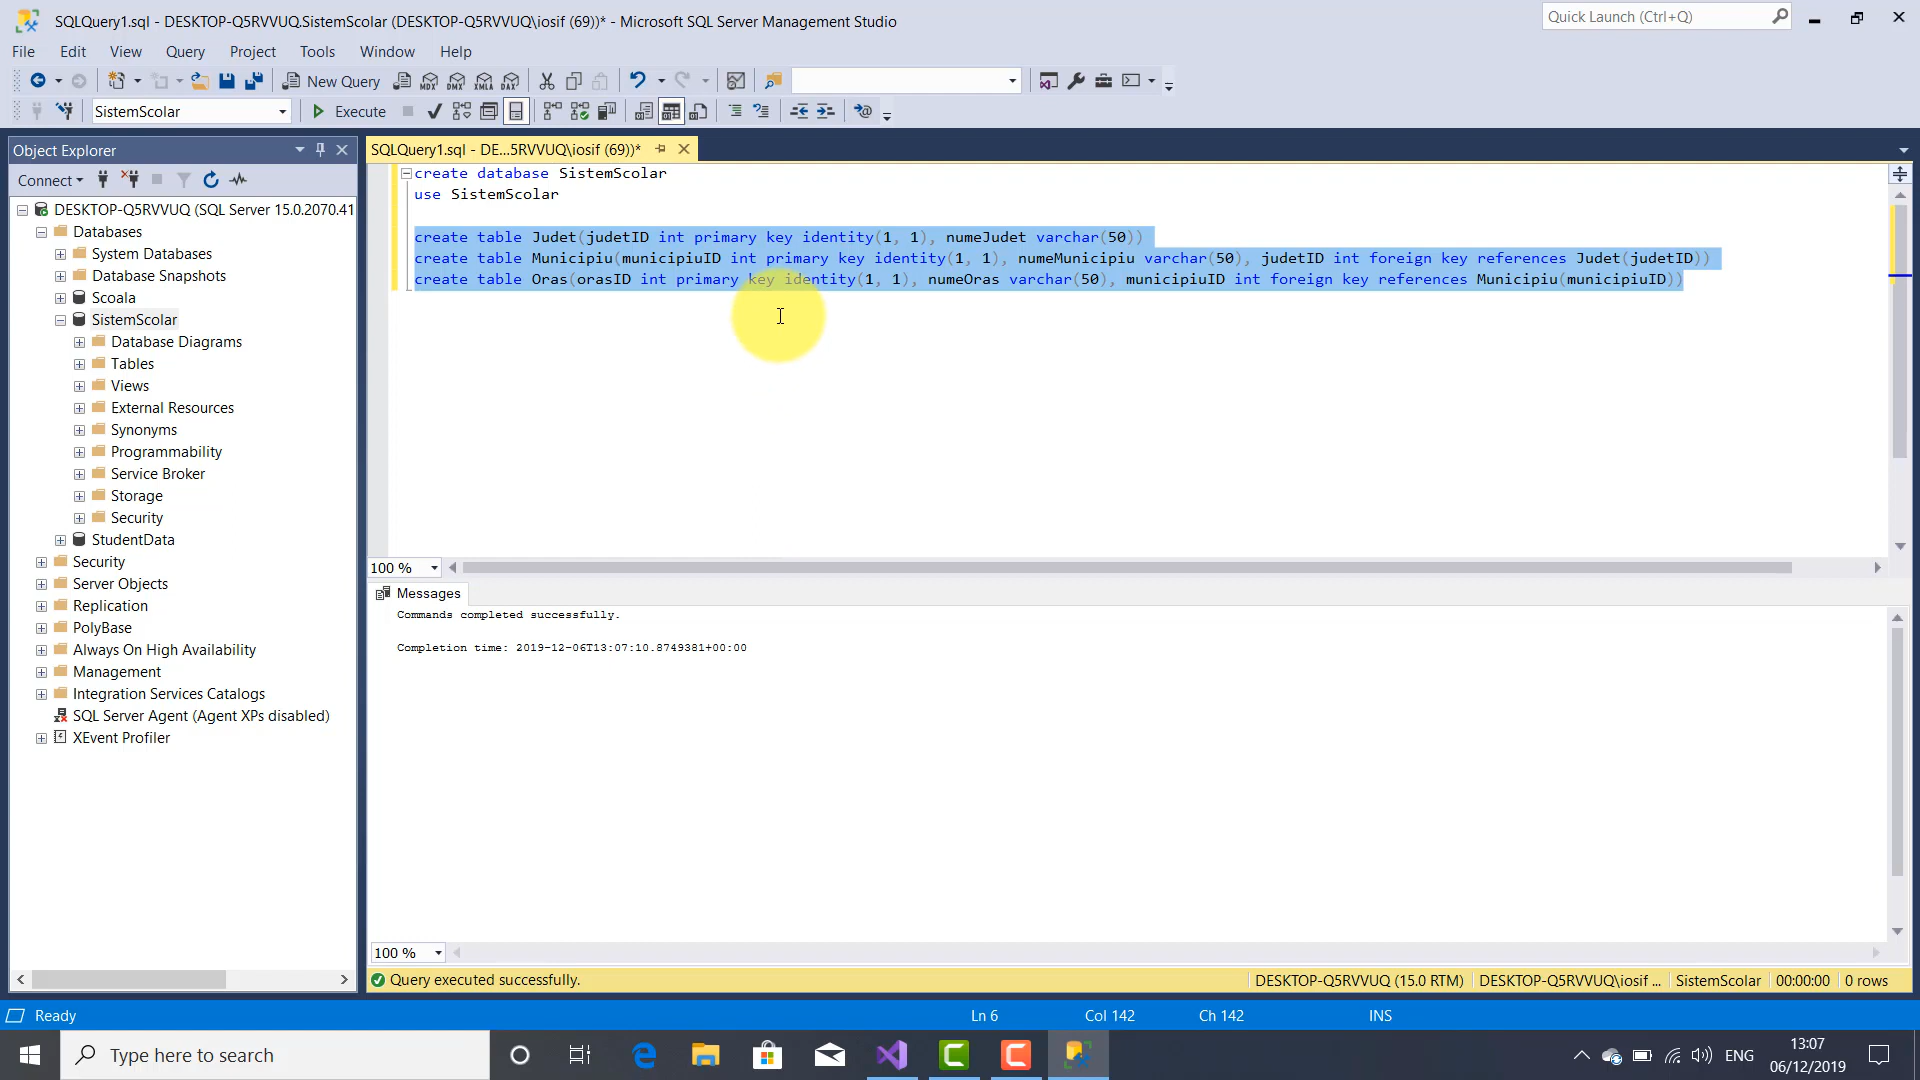 SQLQuery1.sql - DESKTOP-Q5RVVUQ.SistemScolar (DESKTOP-Q5RVVUQ\iosif (69))* - Microsoft SQL Server Management Studio
Quick Launch (Ctrl+Q)
File Edit View Query Project Tools Window Help
New Query MDX DMX XMLA DAX
SistemScolar Execute
Object Explorer
SQLQuery1.sql - DE...5RVVUQ\iosif (69))*
Connect
DESKTOP-Q5RVVUQ (SQL Server 15.0.2070.41
Databases
System Databases
Database Snapshots
Scoala
SistemScolar
Database Diagrams
Tables
Views
External Resources
Synonyms
Programmability
Service Broker
Storage
Security
StudentData
Security
Server Objects
Replication
PolyBase
Always On High Availability
Management
Integration Services Catalogs
SQL Server Agent (Agent XPs disabled)
XEvent Profiler
create database SistemScolar
use SistemScolar
create table Judet(judetID int primary key identity(1, 1), numeJudet varchar(50))
create table Municipiu(municipiuID int primary key identity(1, 1), numeMunicipiu varchar(50), judetID int foreign key references Judet(judetID))
create table Oras(orasID int primary key identity(1, 1), numeOras varchar(50), municipiuID int foreign key references Municipiu(municipiuID))
100 %
Messages
Commands completed successfully.
Completion time: 2019-12-06T13:07:10.8749381+00:00
100 %
Query executed successfully.
DESKTOP-Q5RVVUQ (15.0 RTM) DESKTOP-Q5RVVUQ\iosif ... SistemScolar 00:00:00 0 rows
Ready Ln 6 Col 142 Ch 142 INS
Type here to search
ENG
13:07
06/12/2019